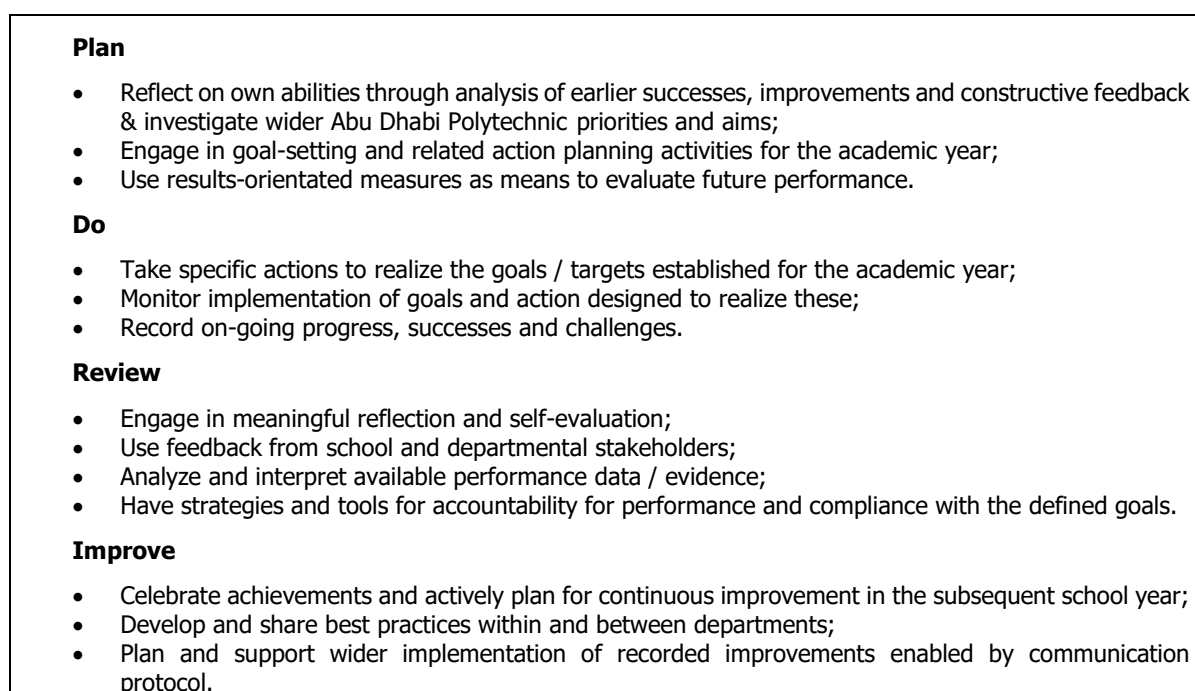 Plan
• Reflect on own abilities through analysis of earlier successes, improvements and constructive feedback
& investigate wider Abu Dhabi Polytechnic priorities and aims;
• Engage in goal-setting and related action planning activities for the academic year;
• Use results-orientated measures as means to evaluate future performance.
Do
• Take specific actions to realize the goals / targets established for the academic year;
• Monitor implementation of goals and action designed to realize these;
• Record on-going progress, successes and challenges.
Review
• Engage in meaningful reflection and self-evaluation;
• Use feedback from school and departmental stakeholders;
• Analyze and interpret available performance data / evidence;
• Have strategies and tools for accountability for performance and compliance with the defined goals.
Improve
• Celebrate achievements and actively plan for continuous improvement in the subsequent school year;
• Develop and share best practices within and between departments;
• Plan and support wider implementation of recorded improvements enabled by communication
protocol.